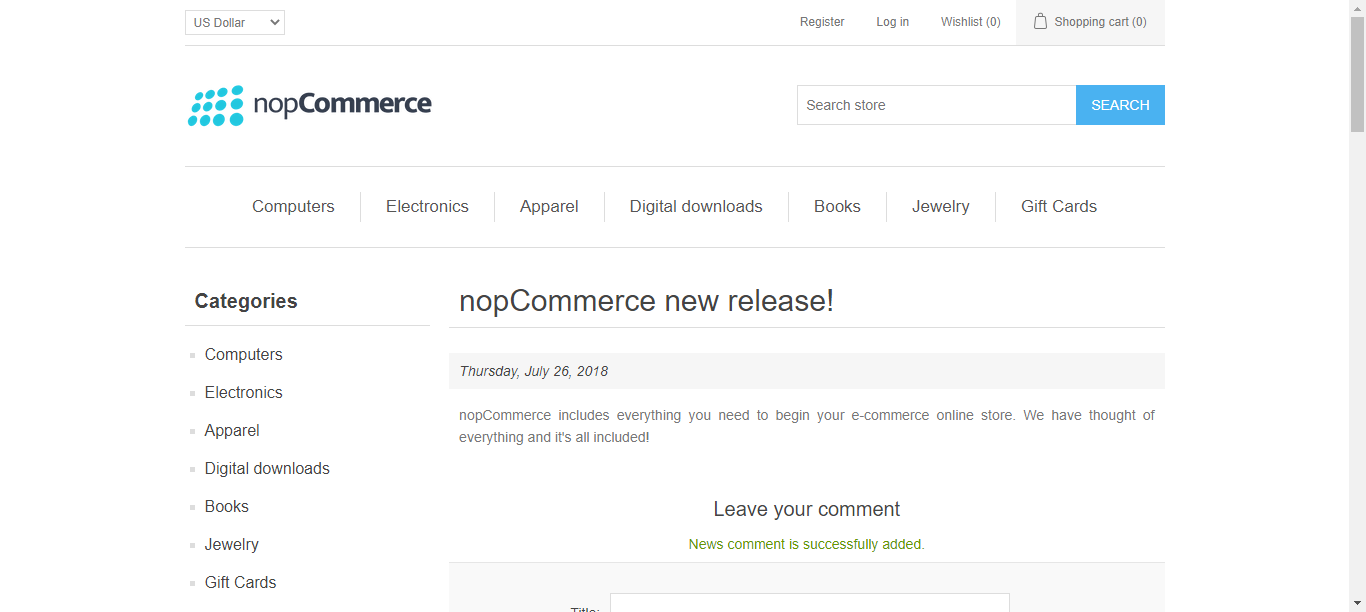 US Dollar
Register
Log in
Wishlist (0)
Shopping cart (0)
nopCommerce
Search store
SEARCH
Computers
Electronics
Apparel
Digital downloads
Books
Jewelry
Gift Cards
Categories
Computers
Electronics
Apparel
Digital downloads
Books
Jewelry
Gift Cards
nopCommerce new release!
Thursday, July 26, 2018
nopCommerce includes everything you need to begin your e-commerce online store. We have thought of
everything and it's all included!
Leave your comment
News comment is successfully added.
Title: